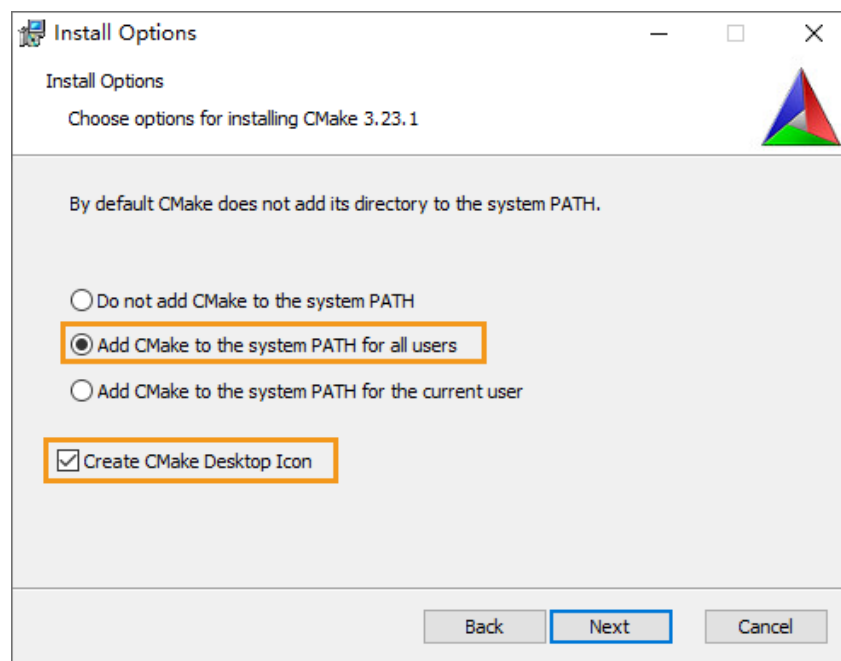 Install Options
Install Options
Choose options for installing CMake 3.23.1
By default CMake does not add its directory to the system PATH.
Do not add CMake to the system PATH
Add CMake to the system PATH for all users
Add CMake to the system PATH for the current user
Create CMake Desktop Icon
Back Next Cancel